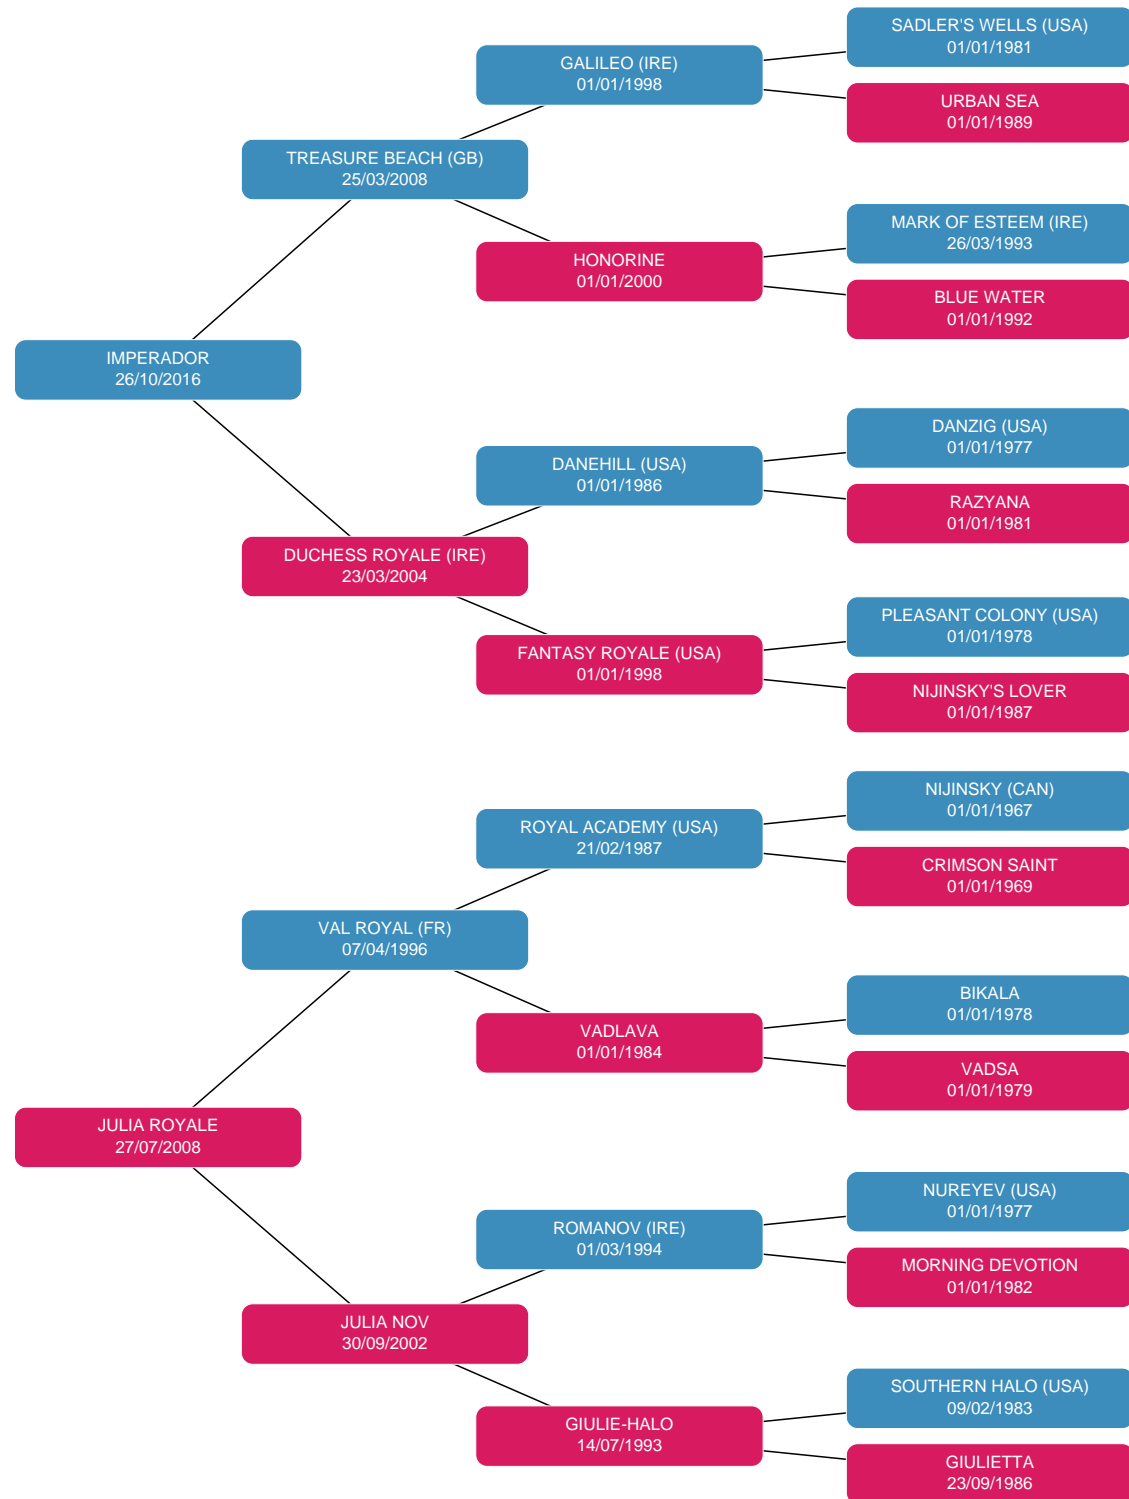 SADLER'S WELLS (USA)
01/01/1981
GALILEO (IRE)
01/01/1998
URBAN SEA
01/01/1989
TREASURE BEACH (GB)
25/03/2008
MARK OF ESTEEM (IRE)
26/03/1993
HONORINE
01/01/2000
BLUE WATER
01/01/1992
IMPERADOR
26/10/2016
DANZIG (USA)
01/01/1977
DANEHILL (USA)
01/01/1986
RAZYANA
01/01/1981
DUCHESS ROYALE (IRE)
23/03/2004
PLEASANT COLONY (USA)
01/01/1978
FANTASY ROYALE (USA)
01/01/1998
NIJINSKY'S LOVER
01/01/1987
NIJINSKY (CAN)
01/01/1967
ROYAL ACADEMY (USA)
21/02/1987
CRIMSON SAINT
01/01/1969
VAL ROYAL (FR)
07/04/1996
BIKALA
01/01/1978
VADLAVA
01/01/1984
VADSA
01/01/1979
JULIA ROYALE
27/07/2008
NUREYEV (USA)
01/01/1977
ROMANOV (IRE)
01/03/1994
MORNING DEVOTION
01/01/1982
JULIA NOV
30/09/2002
SOUTHERN HALO (USA)
09/02/1983
GIULIE-HALO
14/07/1993
GIULIETTA
23/09/1986